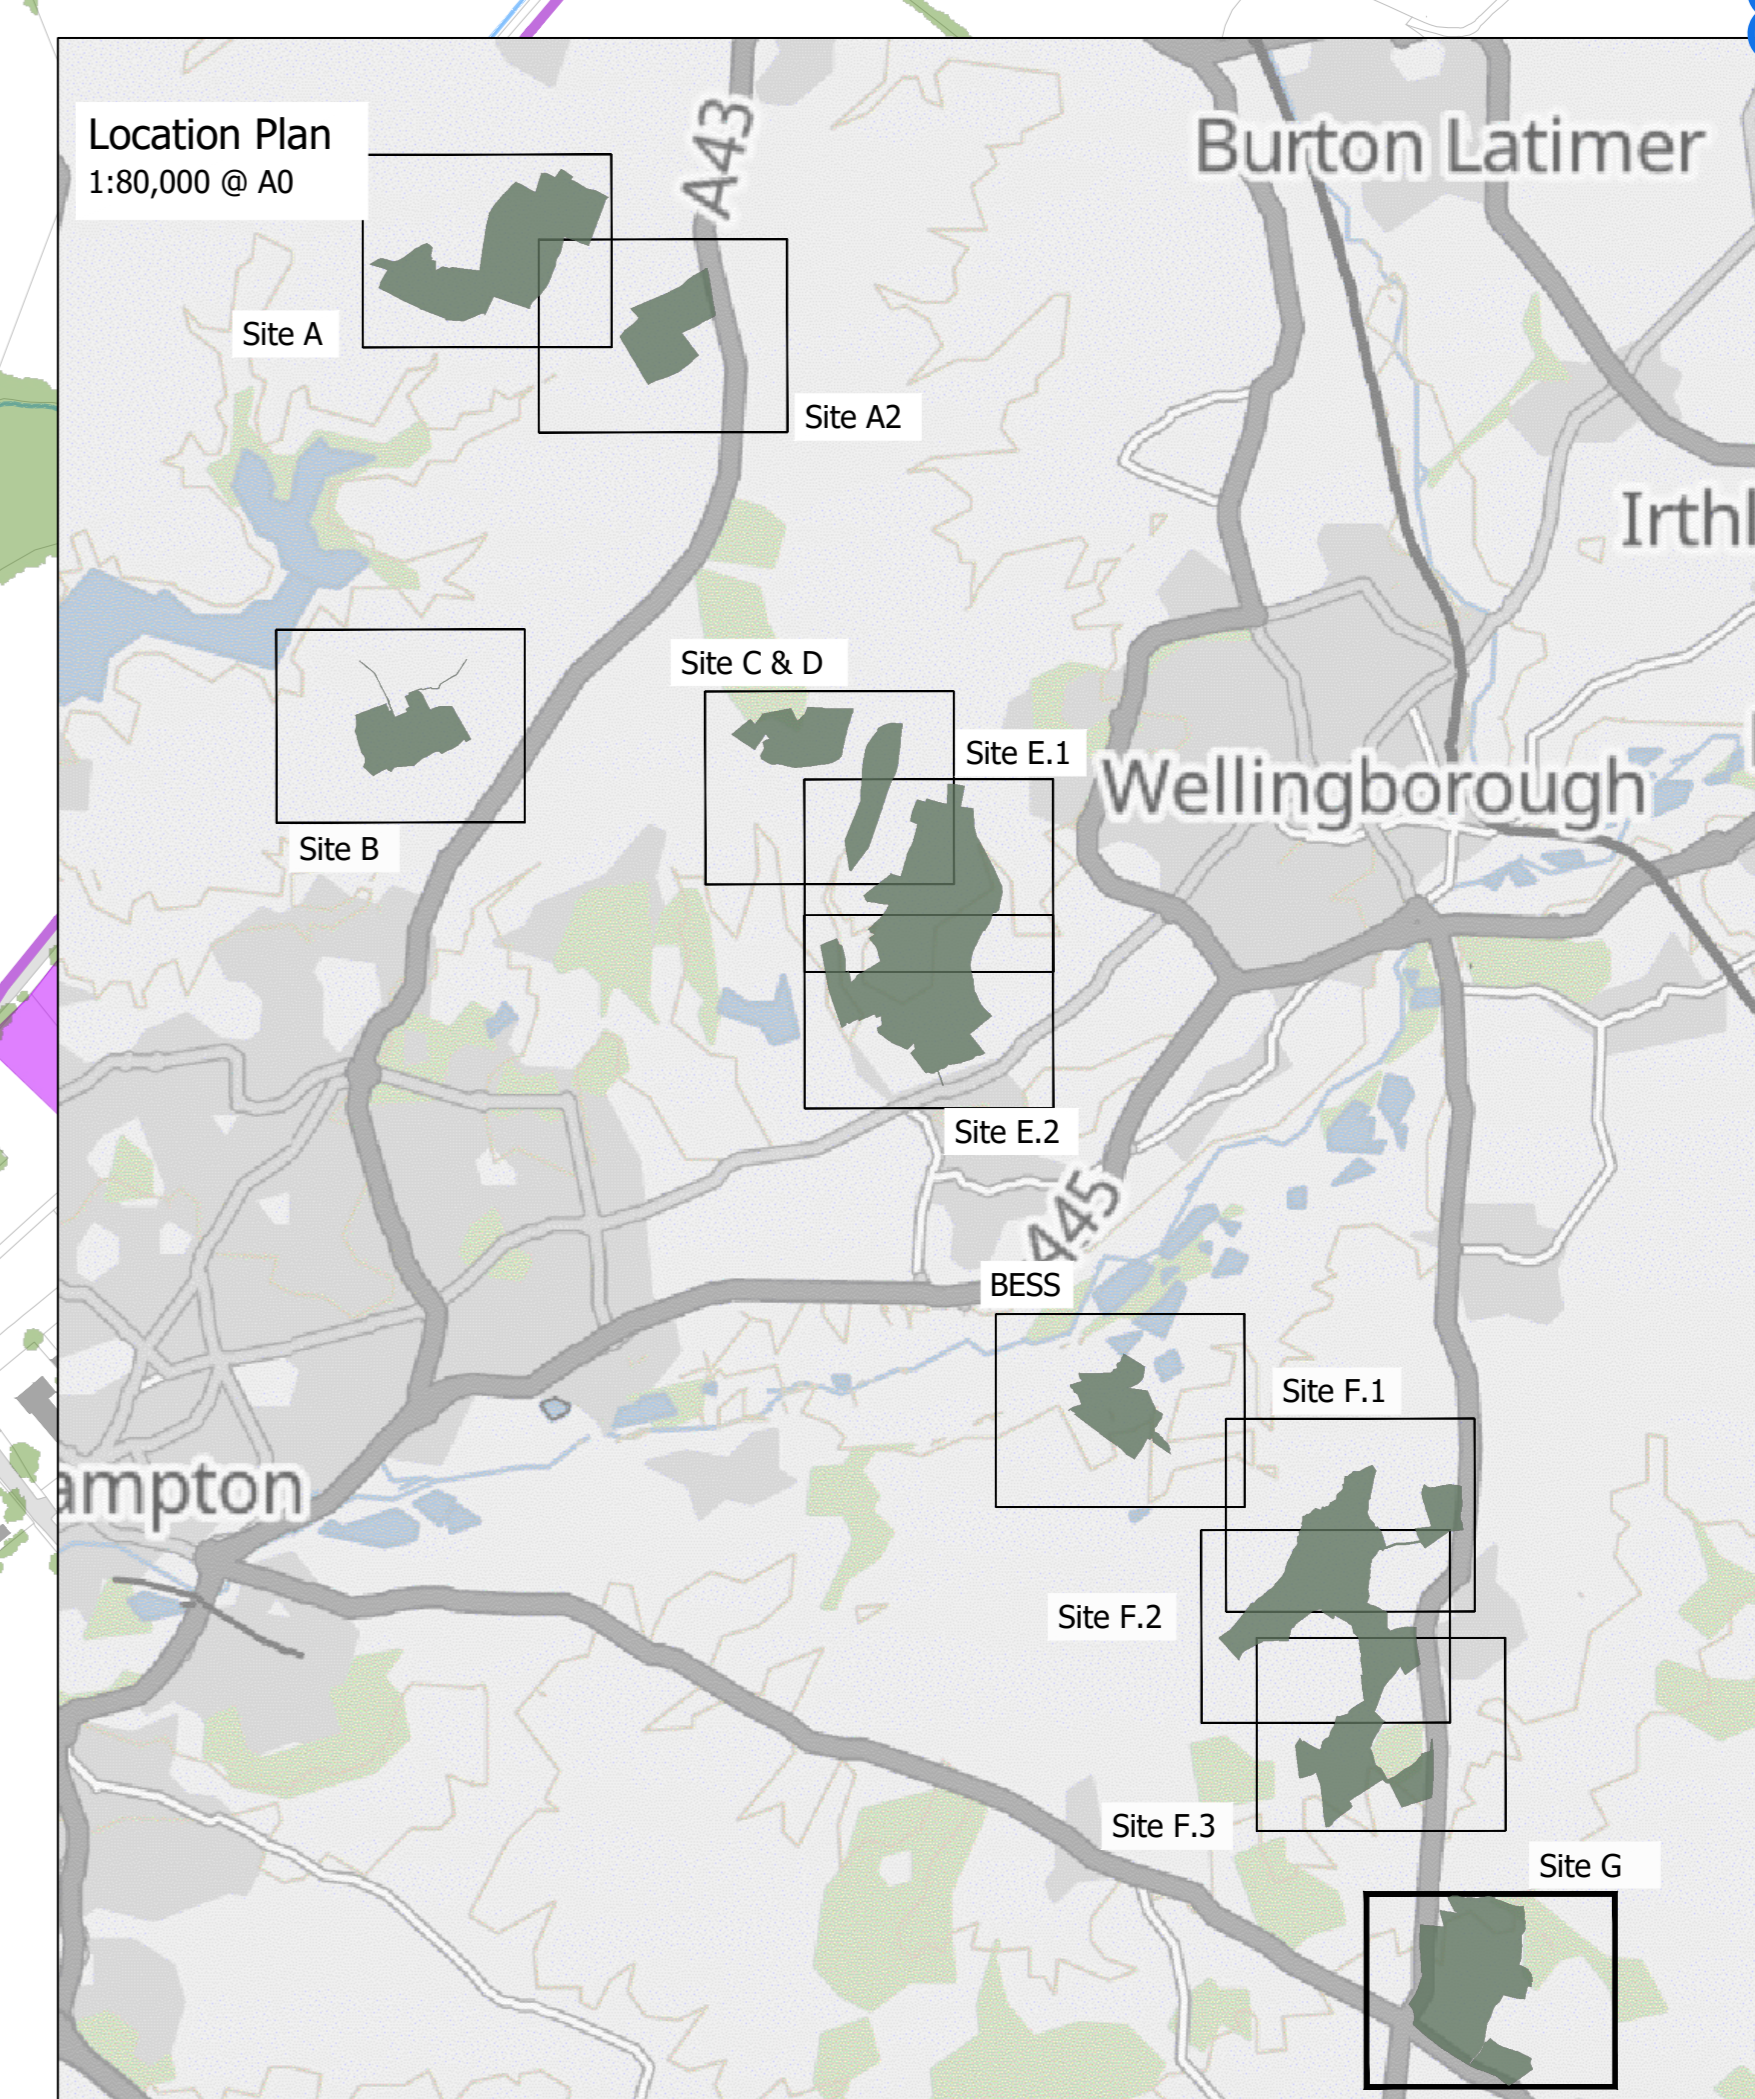 Location Plan
1:80,000 @ A0
A43
Burton Latimer
Site A
Site A2
Irthl
Site C & D
Site E.1
Wellingborough
Site B
Site E.2
A45
BESS
Site F.1
ampton
Site F.2
Site F.3
Site G